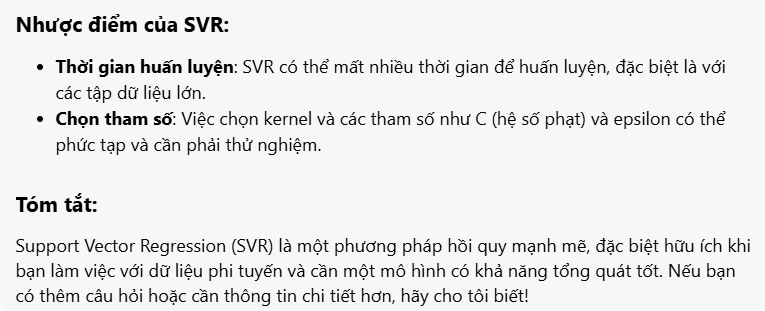 Nhược điểm của SVR:
• Thời gian huấn luyện: SVR có thể mất nhiều thời gian để huấn luyện, đặc biệt là với
các tập dữ liệu lớn.
• Chọn tham số: Việc chọn kernel và các tham số như C (hệ số phạt) và epsilon có thể
phức tạp và cần phải thử nghiệm.
Tóm tắt:
Support Vector Regression (SVR) là một phương pháp hồi quy mạnh mẽ, đặc biệt hữu ích khi
bạn làm việc với dữ liệu phi tuyến và cần một mô hình có khả năng tổng quát tốt. Nếu bạn
có thêm câu hỏi hoặc cần thông tin chi tiết hơn, hãy cho tôi biết!